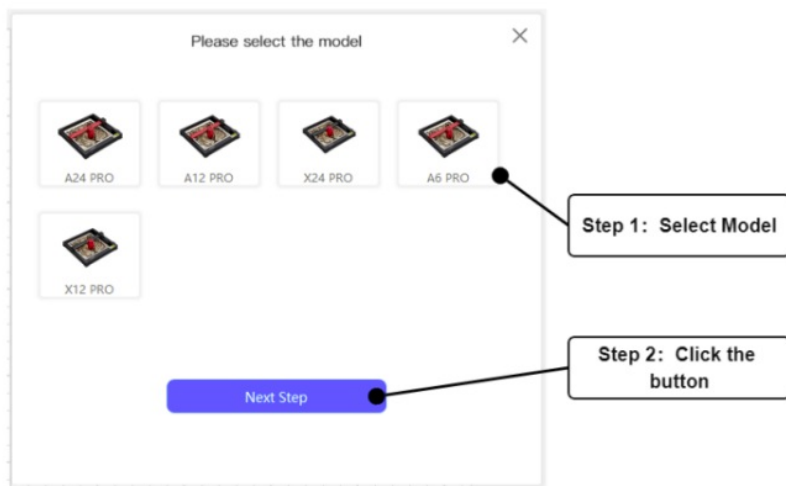 Please select the model
A24 PRO
A12 PRO
X24 PRO
A6 PRO
Step 1: Select Model
X12 PRO
Step 2: Click the
button
Next Step